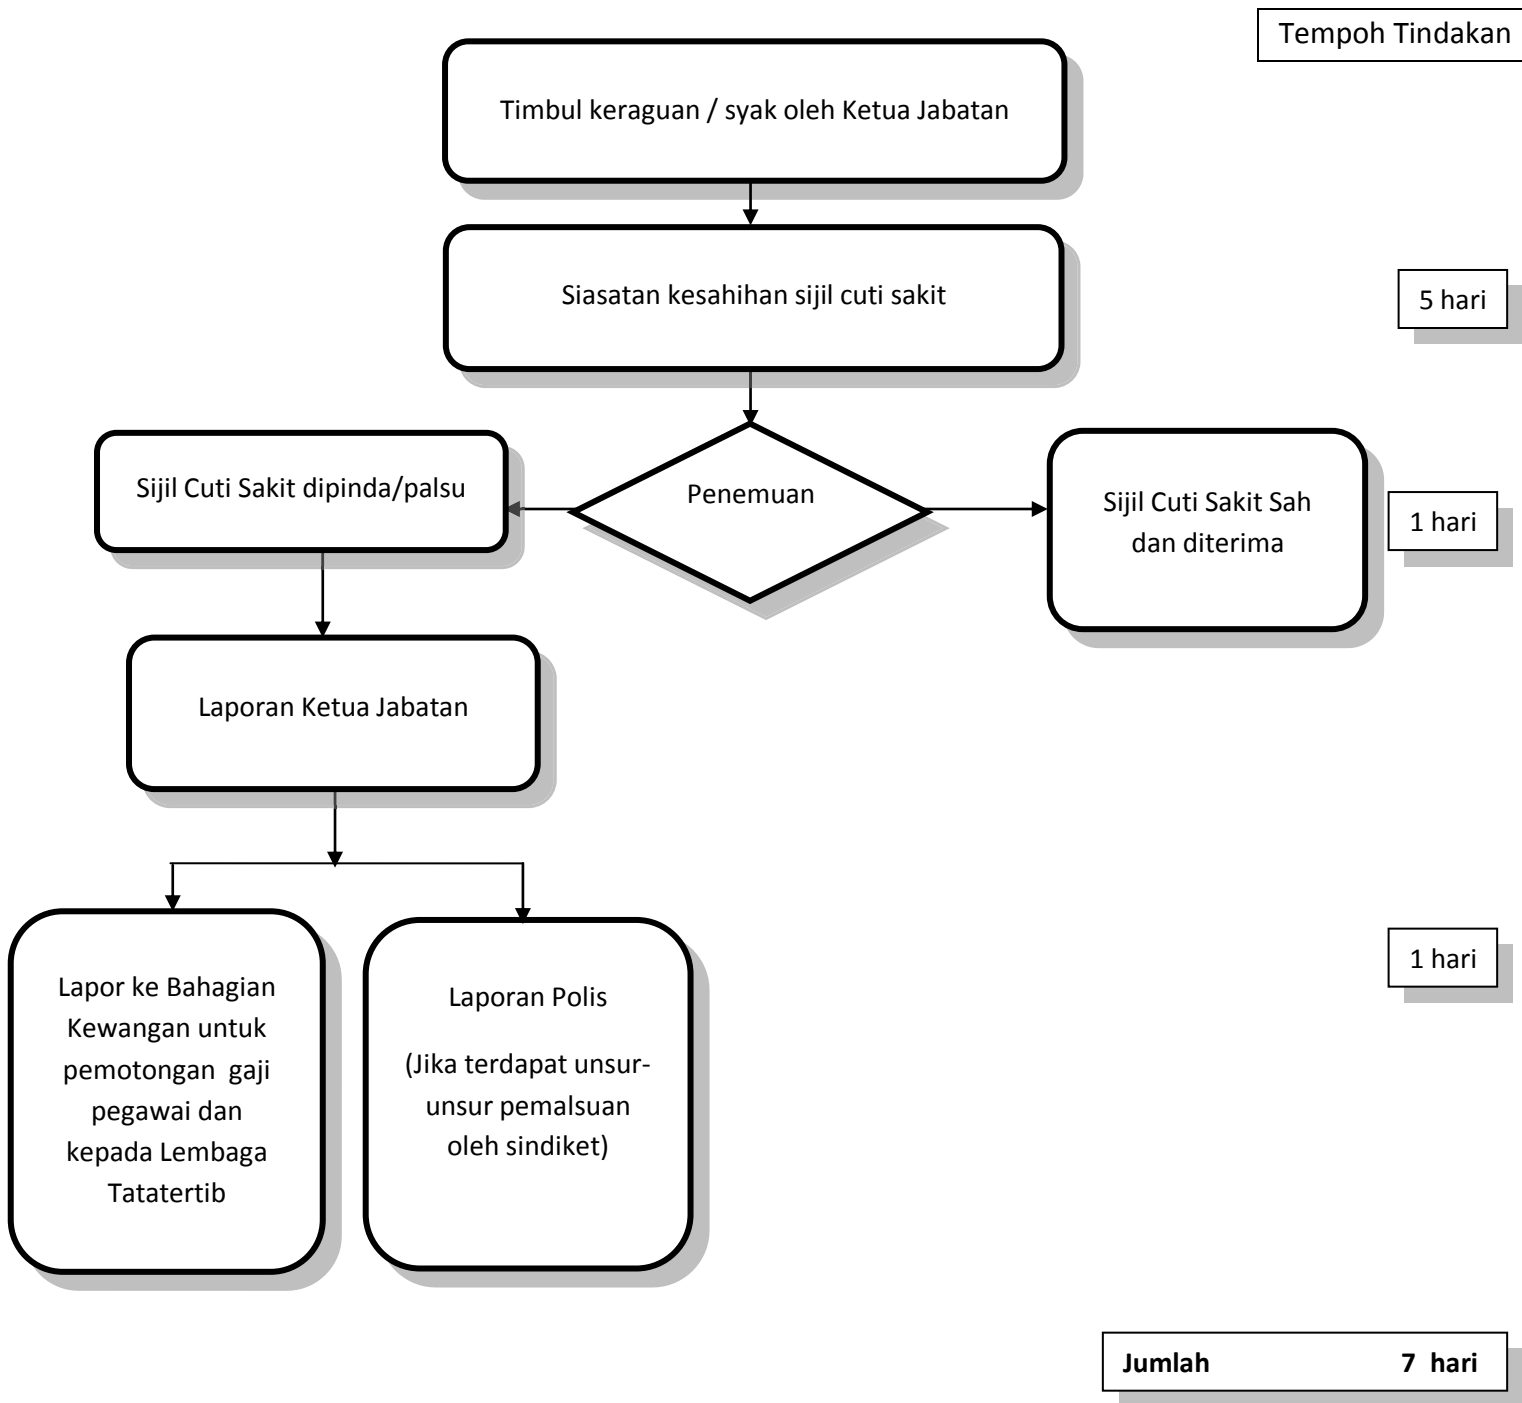 Tempoh Tindakan
Timbul keraguan / syak oleh Ketua Jabatan
Siasatan kesahihan sijil cuti sakit
5 hari
Sijil Cuti Sakit dipinda/palsu
Penemuan
Sijil Cuti Sakit Sah
dan diterima
1 hari
Laporan Ketua Jabatan
Lapor ke Bahagian
Kewangan untuk
pemotongan gaji
pegawai dan
kepada Lembaga
Tatatertib
Laporan Polis
(Jika terdapat unsur-
unsur pemalsuan
oleh sindiket)
1 hari
Jumlah 7 hari